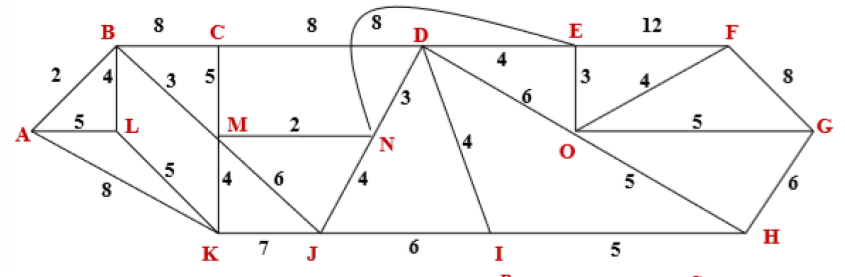 B 8 C 8 8 D E 12 F
2 4 3 5 4 3 4 8
3 6
A 5 L M 2 N O 5 G
8 5 4 6 4 4 5 6
K 7 J 6 I 5 H